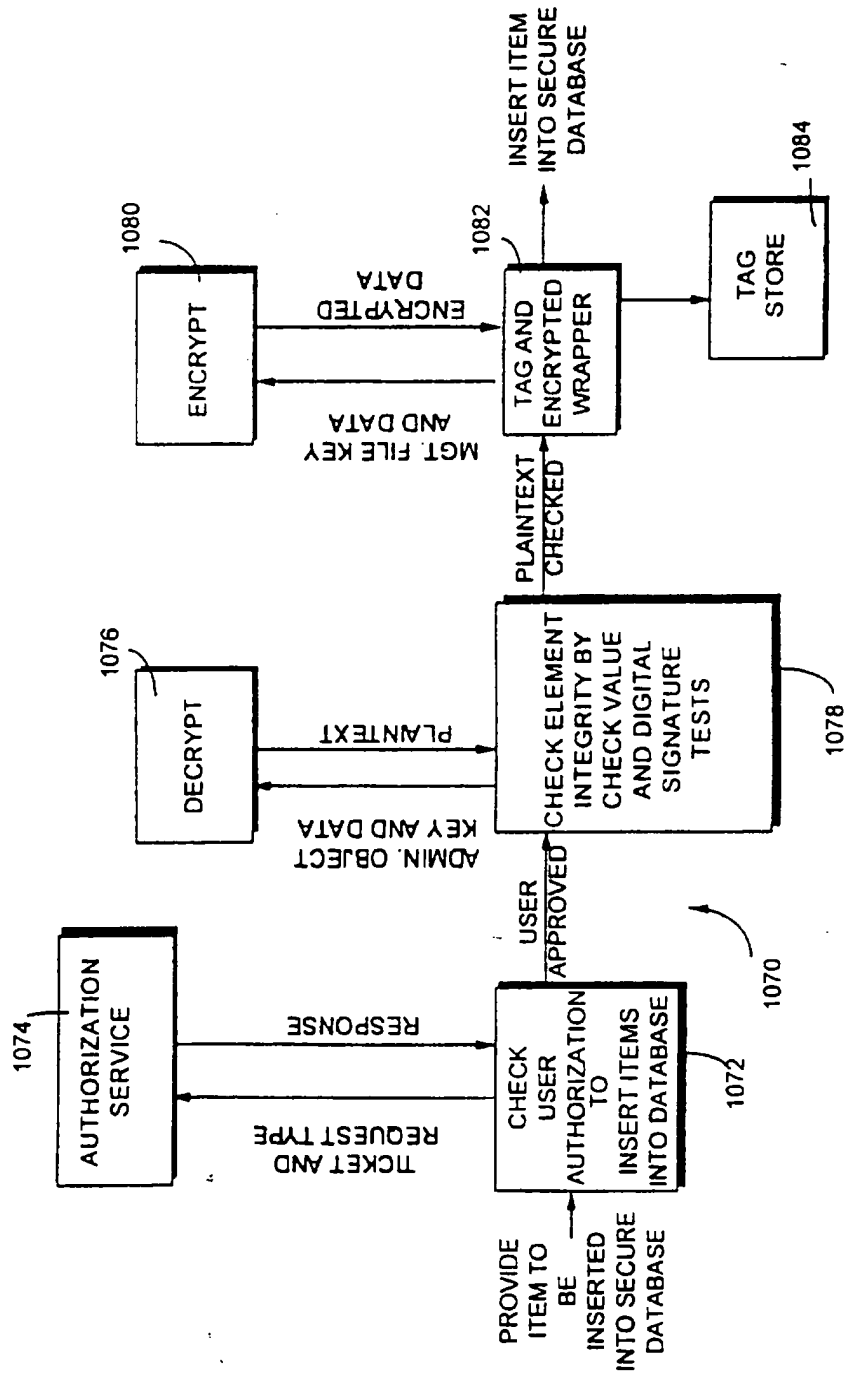 1074
AUTHORIZATION
SERVICE
TICKET AND
REQUEST TYPE
RESPONSE
PROVIDE
ITEM TO
BE
INSERTED
INTO SECURE
DATABASE
CHECK
USER
AUTHORIZATION
TO
INSERT ITEMS
INTO DATABASE
1072
USER
APPROVED
1070
1076
DECRYPT
ADMIN. OBJECT
KEY AND DATA
PLAINTEXT
CHECK ELEMENT
INTEGRITY BY
CHECK VALUE
AND DIGITAL
SIGNATURE
TESTS
1078
PLAINTEXT
CHECKED
1080
ENCRYPT
MGT. FILE KEY
AND DATA
ENCRYPTED
DATA
1082
TAG AND
ENCRYPTED
WRAPPER
INSERT ITEM
INTO SECURE
DATABASE
TAG
STORE
1084